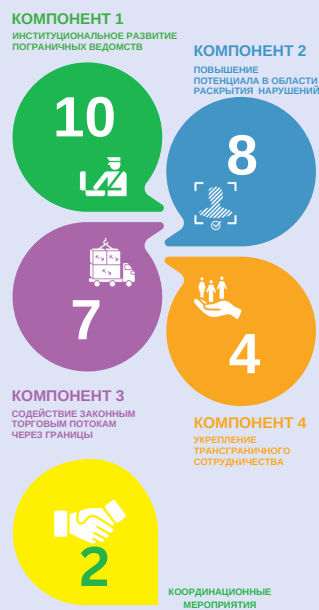 КОМПОНЕНТ 1
ИНСТИТУЦИОНАЛЬНОЕ РАЗВИТИЕ
ПОГРАНИЧНЫХ ВЕДОМСТВ
10
КОМПОНЕНТ 2
ПОВЫШЕНИЕ
ПОТЕНЦИАЛА В ОБЛАСТИ
РАСКРЫТИЯ НАРУШЕНИЙ
8
7
КОМПОНЕНТ 3
СОДЕЙСТВИЕ ЗАКОННЫМ
ТОРГОВЫМ ПОТОКАМ
ЧЕРЕЗ ГРАНИЦЫ
4
КОМПОНЕНТ 4
УКРЕПЛЕНИЕ
ТРАНСГРАНИЧНОГО
СОТРУДНИЧЕСТВА
2
КООРДИНАЦИОННЫЕ
МЕРОПРИЯТИЯ